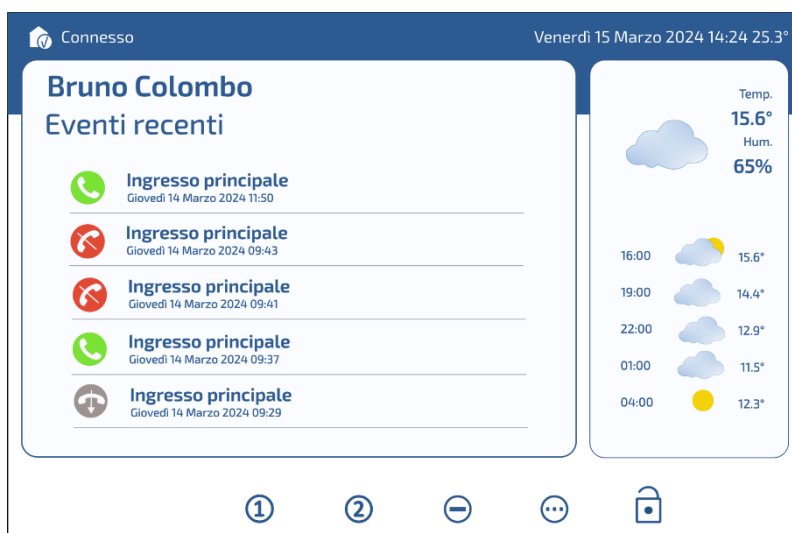 Connesso
Venerdì 15 Marzo 2024 14:24 25.3°
Bruno Colombo
Eventi recenti
Ingresso principale
Giovedì 14 Marzo 2024 11:50
Ingresso principale
Giovedì 14 Marzo 2024 09:43
Ingresso principale
Giovedì 14 Marzo 2024 09:41
Ingresso principale
Giovedì 14 Marzo 2024 09:37
Ingresso principale
Giovedì 14 Marzo 2024 09:29
Temp.
15.6°
Hum.
65%
16:00 15.6°
19:00 14.4°
22:00 12.9°
01:00 11.5°
04:00 12.3°
1 2